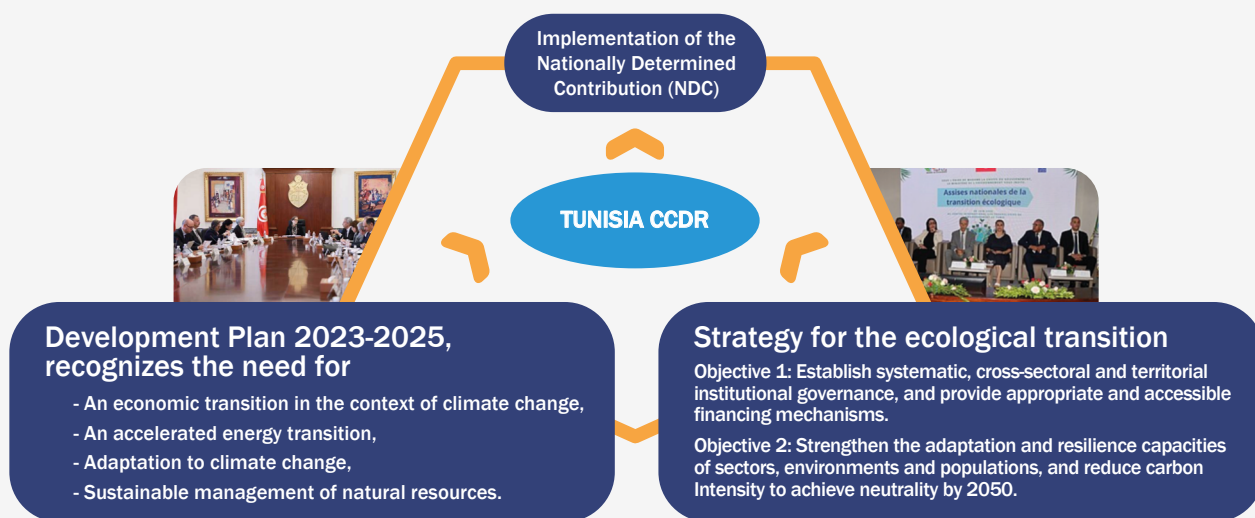 Implementation of the
Nationally Determined
Contribution (NDC)
TUNISIA CCDR
Assises nationales de la
transition écologique
Development Plan 2023-2025,
recognizes the need for
- An economic transition in the context of climate change,
- An accelerated energy transition,
- Adaptation to climate change,
- Sustainable management of natural resources.
Strategy for the ecological transition
Objective 1: Establish systematic, cross-sectoral and territorial
institutional governance, and provide appropriate and accessible
financing mechanisms.
Objective 2: Strengthen the adaptation and resilience capacities
of sectors, environments and populations, and reduce carbon
Intensity to achieve neutrality by 2050.